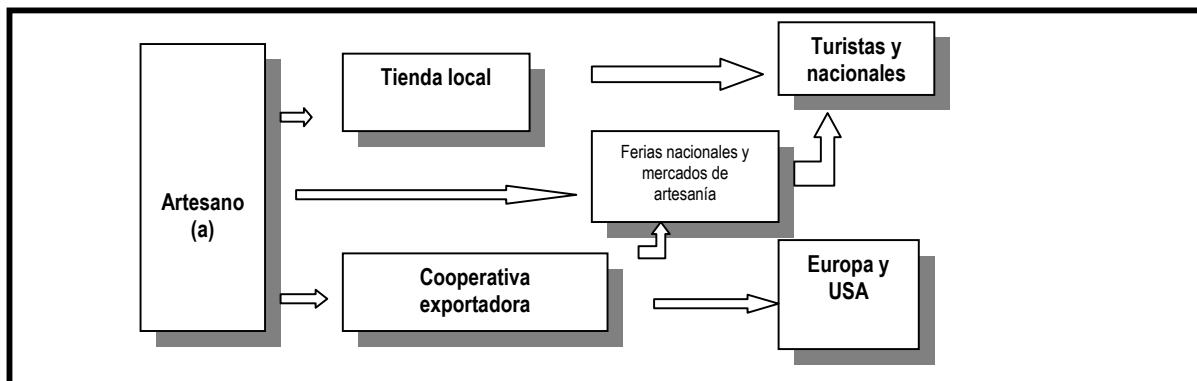 Artesano
(a)
Tienda local
Turistas y
nacionales
Ferias nacionales y
mercados de
artesanía
Cooperativa
exportadora
Europa y
USA